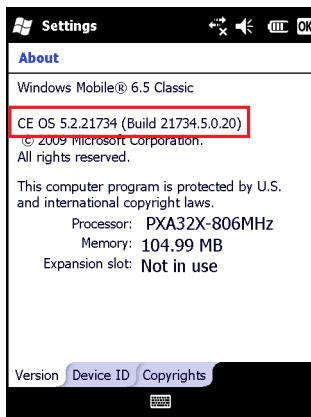 Settings
OK
About
Windows Mobile® 6.5 Classic
CE OS 5.2.21734 (Build 21734.5.0.20)
© 2009 Microsoft Corporation.
All rights reserved.
This computer program is protected by U.S.
and international copyright laws.
Processor: PXA32X-806MHz
Memory: 104.99 MB
Expansion slot: Not in use
Version Device ID Copyrights